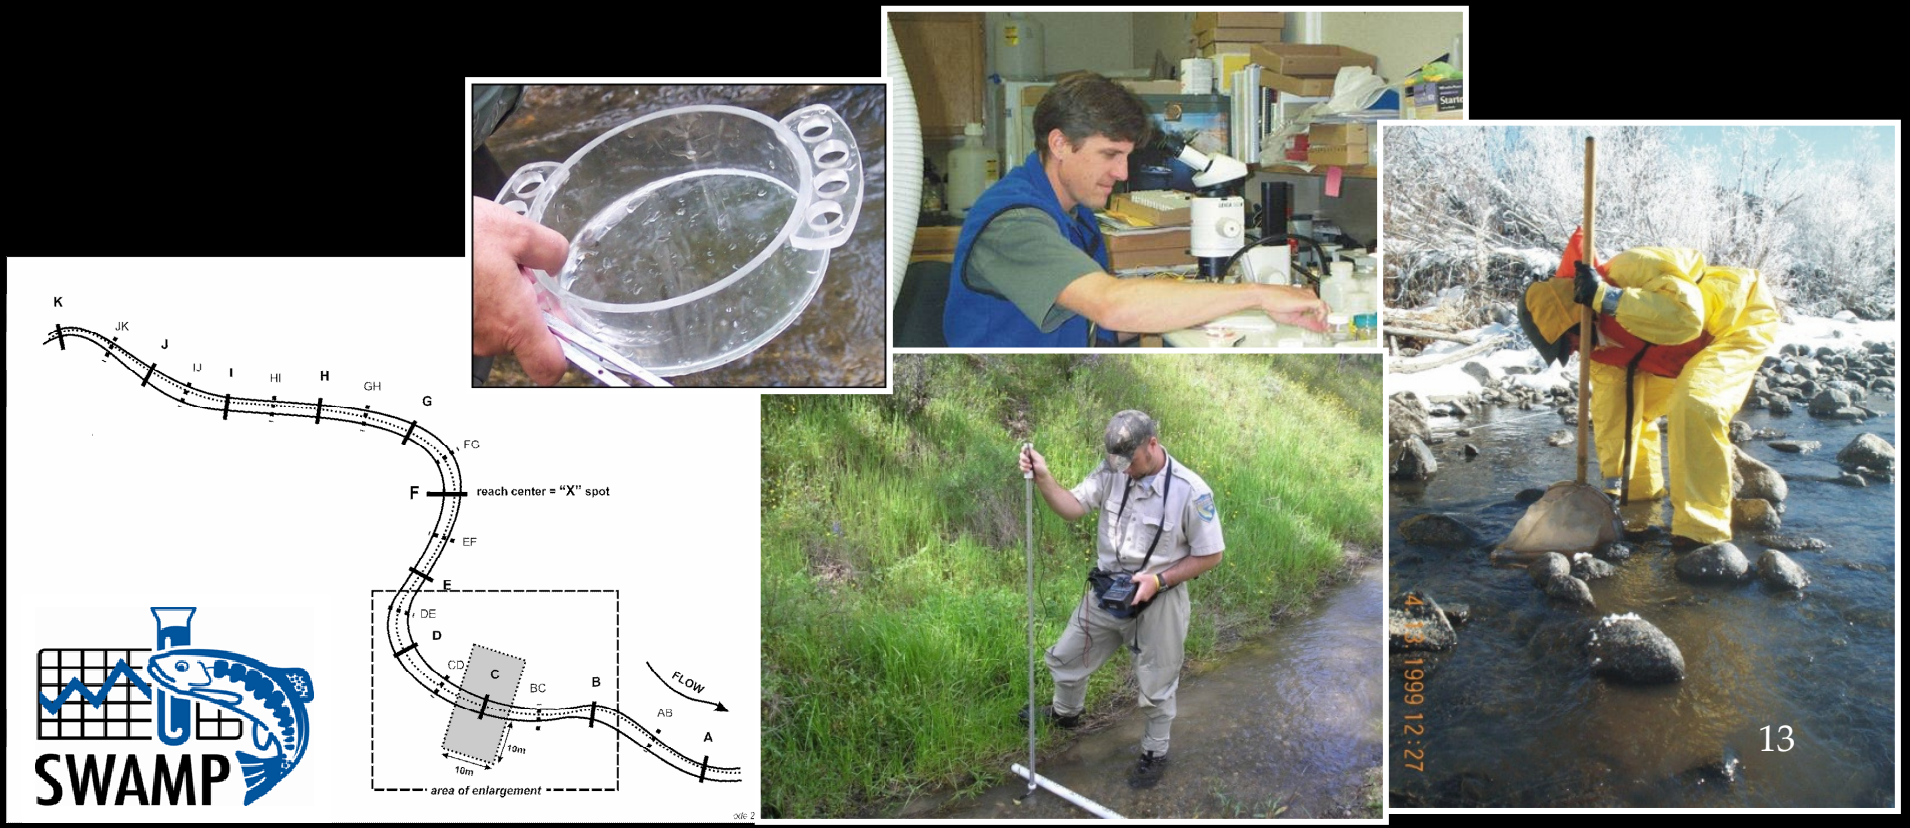 K
JK
J
IJ
I
HI
H
GH
G
FG
F
reach center = "X" spot
EF
E
DE
D
CD
C
BC
B
AB
A
FLOW
10m
10m
area of enlargement
SWAMP
4 13 1999 12:27
13